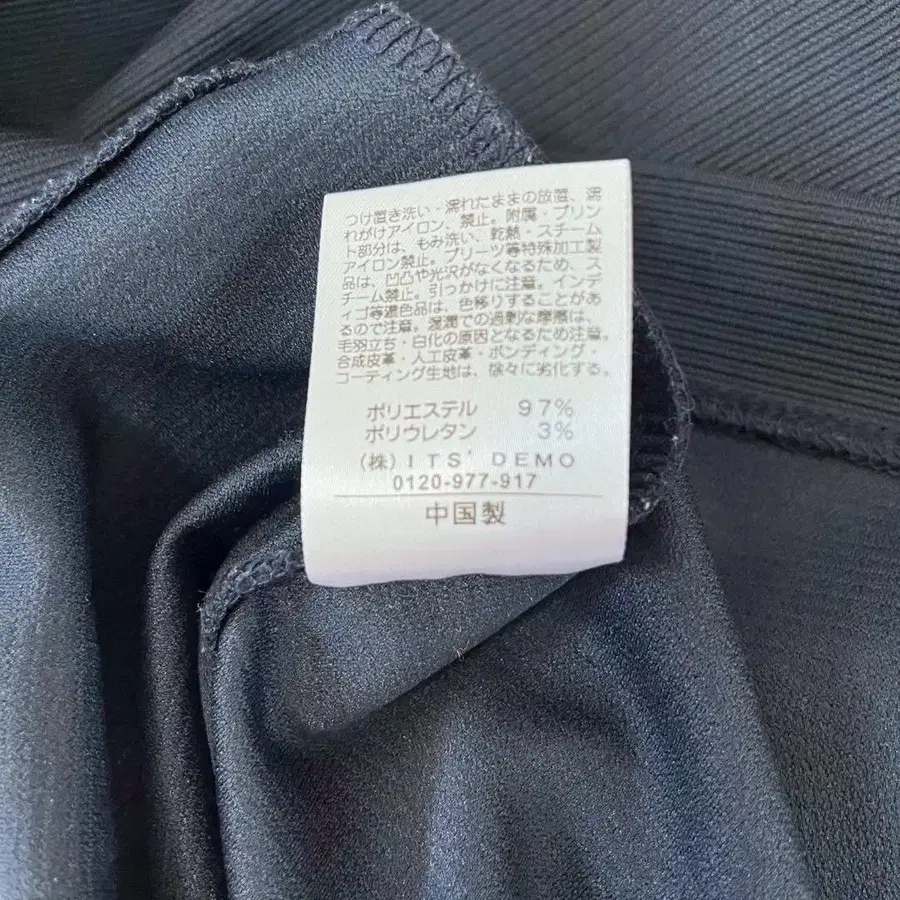 つけ置き洗い・濡れたままの放置、濡
れがけアイロン、禁止。附属・プリン
ト部分は、もみ洗い、乾熱・スチーム
アイロン禁止。プリーツ等特殊加工製
品は、凹凸や光沢がなくなるため、ス
チーム禁止。引っかけに注意。インデ
ィゴ等濃色品は、色移りすることがあ
るので注意。湿潤での過剰な摩擦は、
毛羽立ち・白化の原因となるため注意。
合成皮革・人工皮革・ボンディング・
コーティング生地は、徐々に劣化する。
ポリエステル 97%
ポリウレタン 3%
(株)ITS' DEMO
0120-977-917
中国製